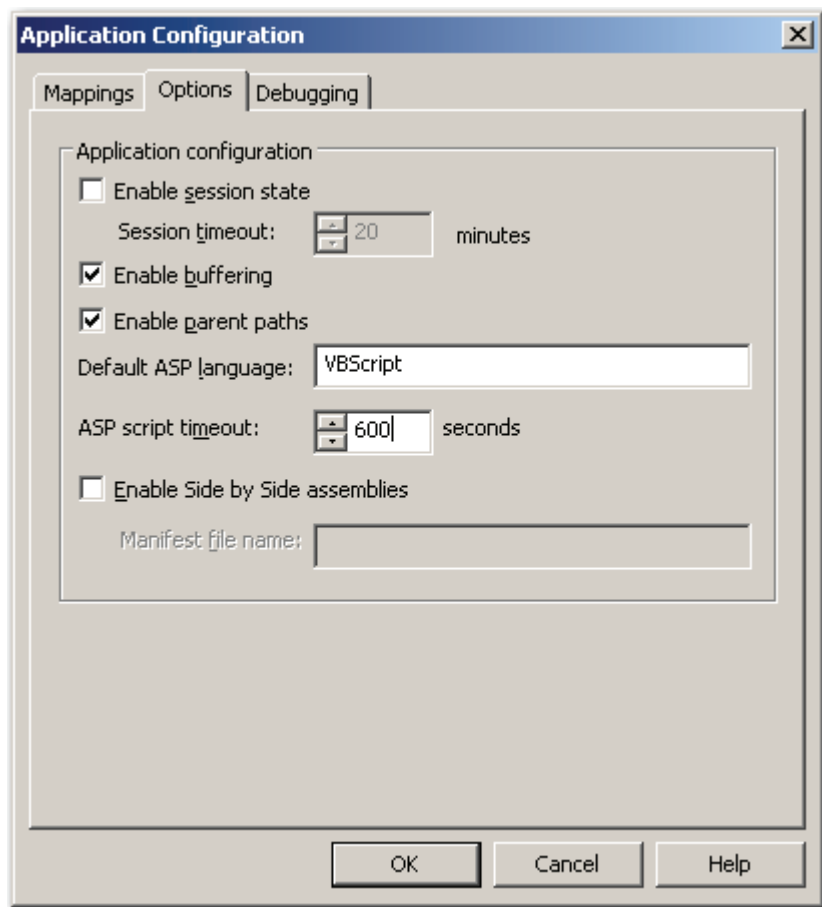 Application Configuration
Mappings Options Debugging
Application configuration
Enable session state
Session timeout: 20 minutes
Enable buffering
Enable parent paths
Default ASP language: VBScript
ASP script timeout: 600 seconds
Enable Side by Side assemblies
Manifest file name:
OK Cancel Help